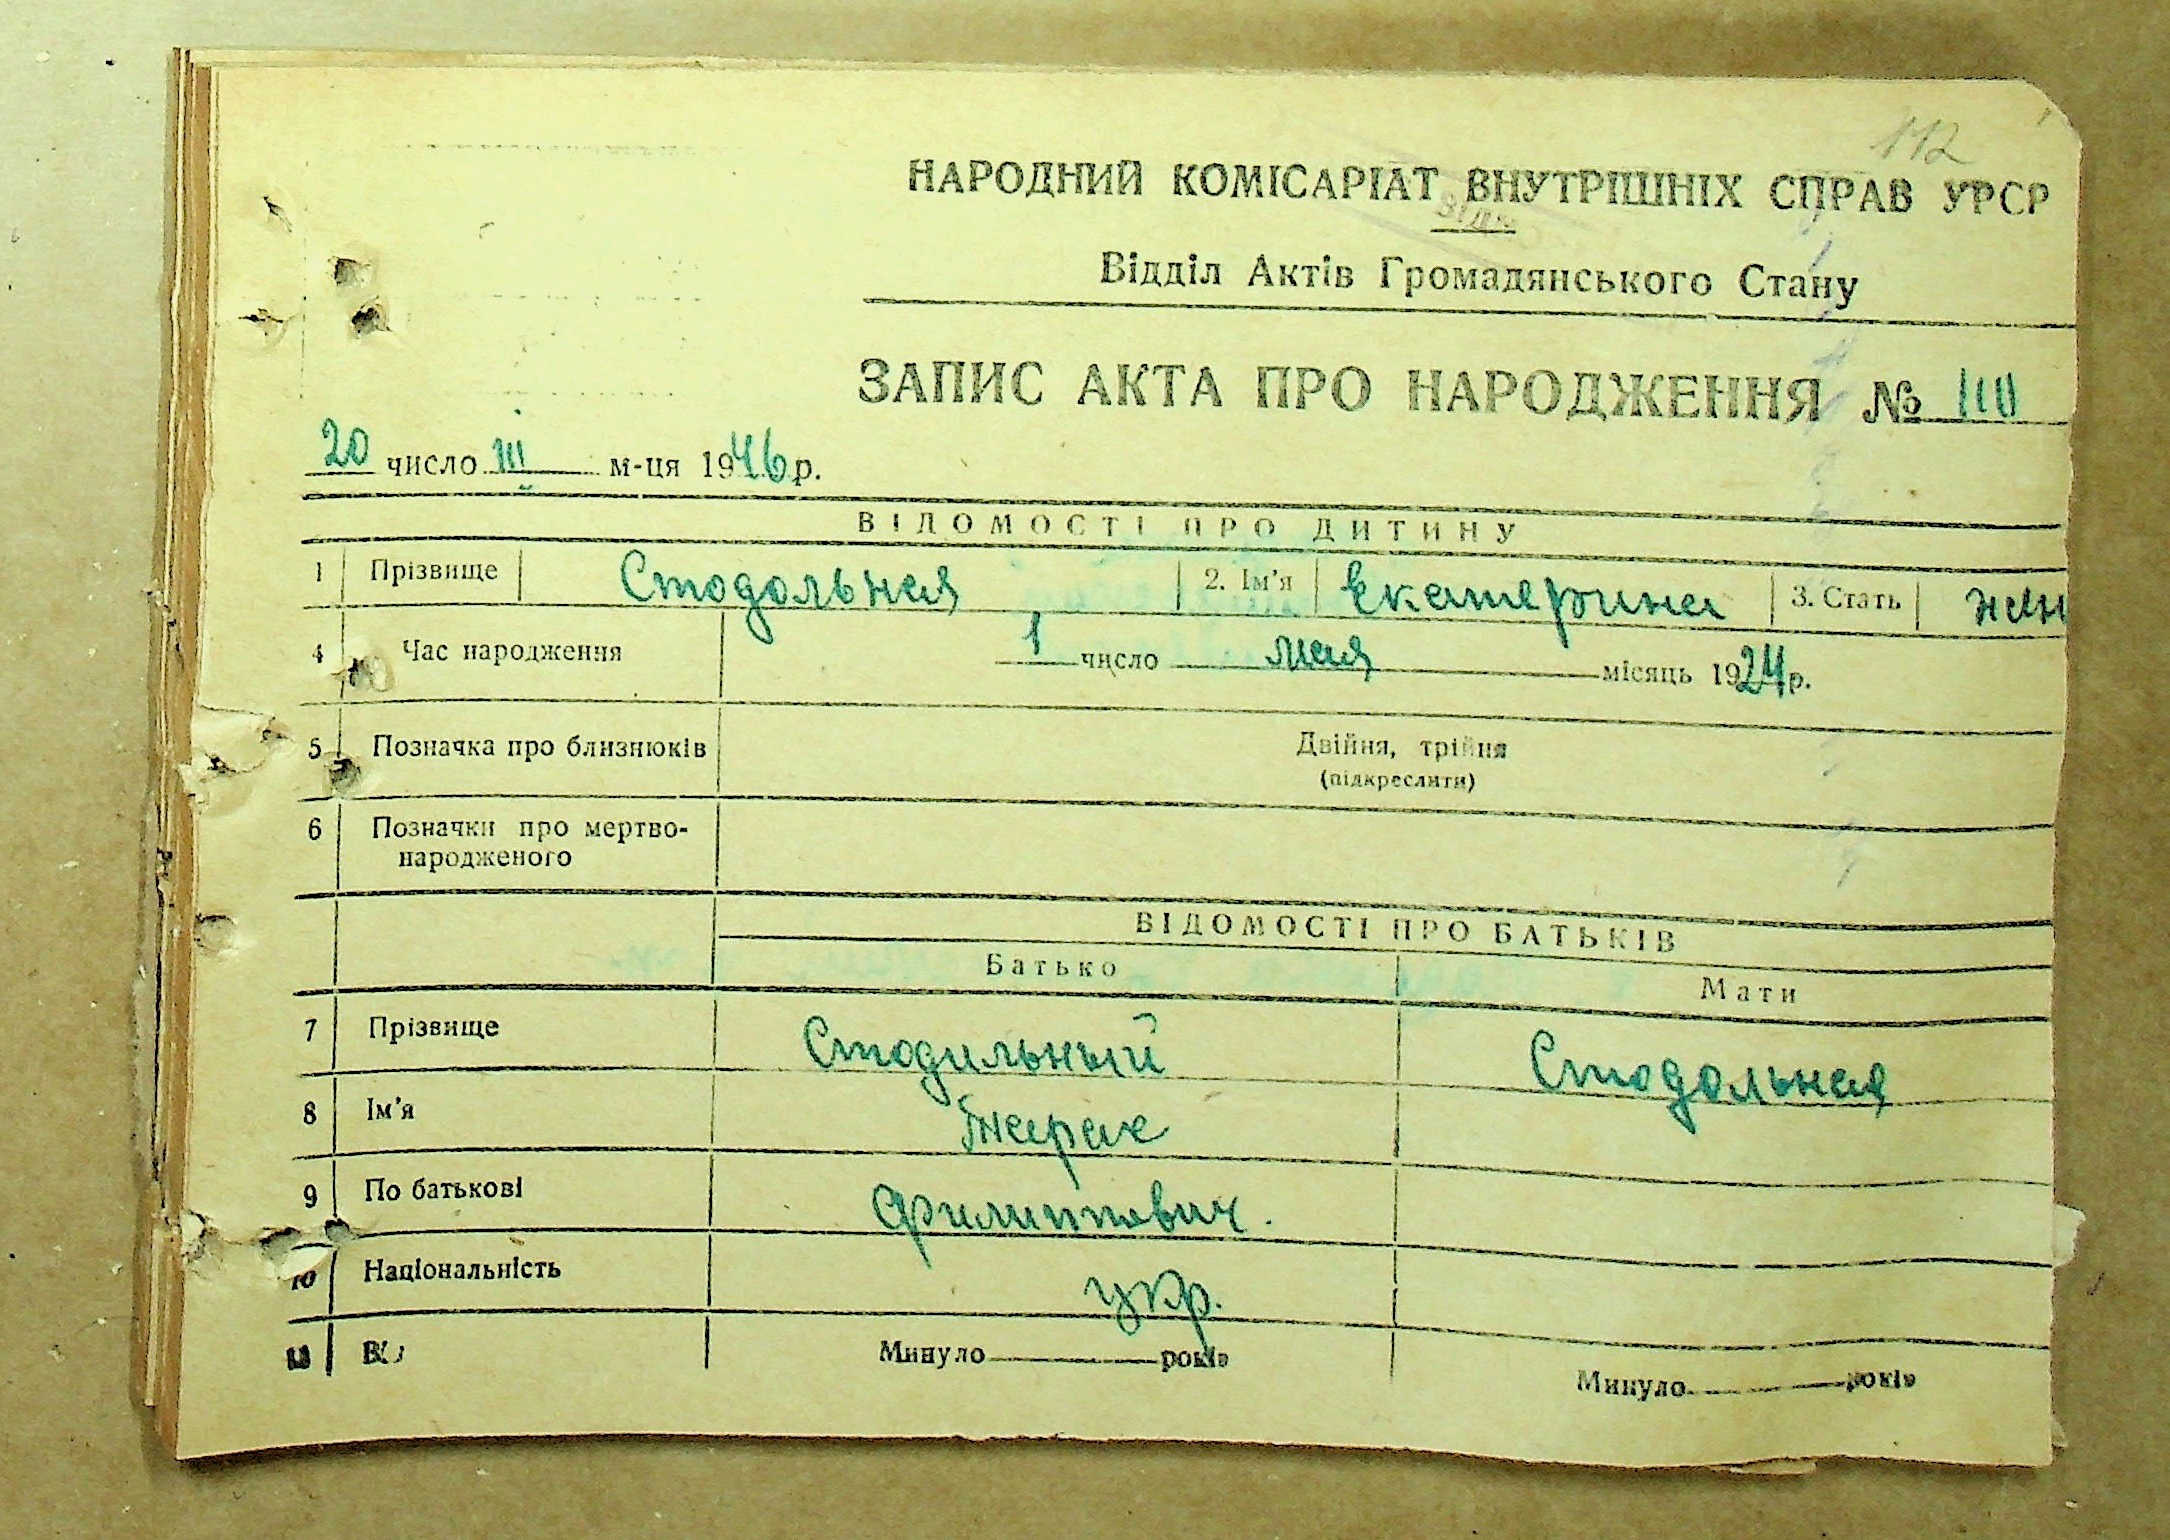 112
НАРОДНИЙ КОМІСАРІАТ ВНУТРІШНІХ СПРАВ УРСР
Відділ Актів Громадянського Стану
ЗАПИС АКТА ПРО НАРОДЖЕННЯ №
20 число III м-ця 1946 р.
ВІДОМОСТІ ПРО ДИТИНУ
1 Прізвище Стодольная 2. Ім'я Екатерина 3. Стать жен
4 Час народження 1 число мая місяць 1924 р.
5 Позначка про близнюків Двійня, трійня
(підкреслити)
6 Позначки про мертво-
народженого
ВІДОМОСТІ ПРО БАТЬКІВ
Батько Мати
7 Прізвище Стодильный Стодольная
8 Ім'я
9 По батькові Филиппович.
10 Національність укр.
Минуло років Минуло років